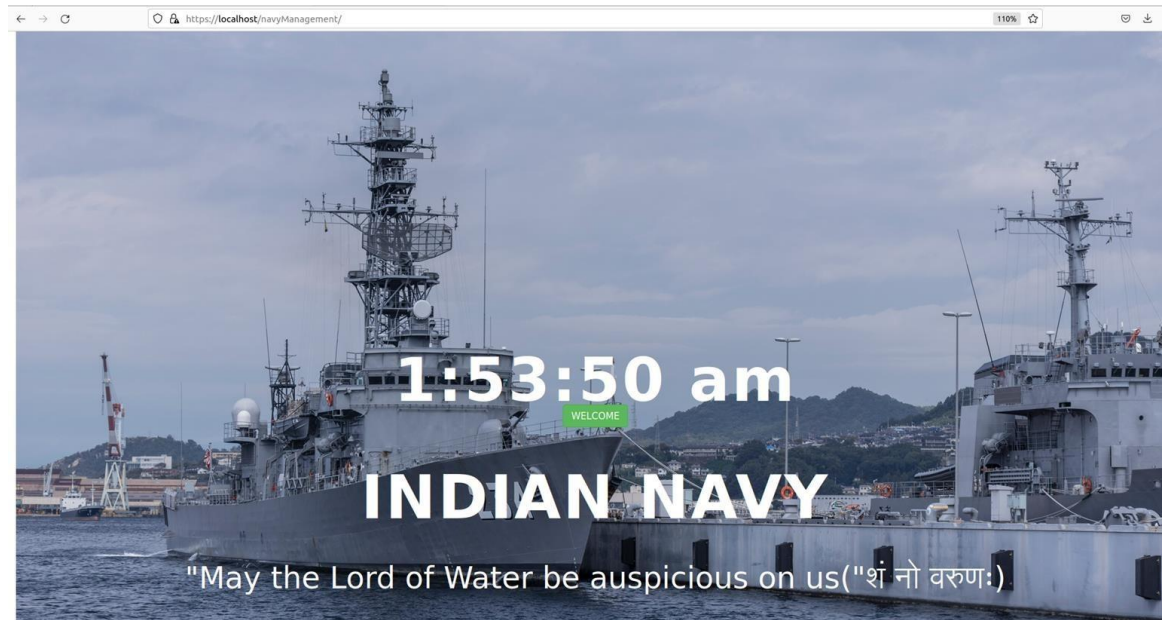 https://localhost/navyManagement/
110%
1:53:50 am
WELCOME
INDIAN NAVY
"May the Lord of Water be auspicious on us("शं नो वरुणः)